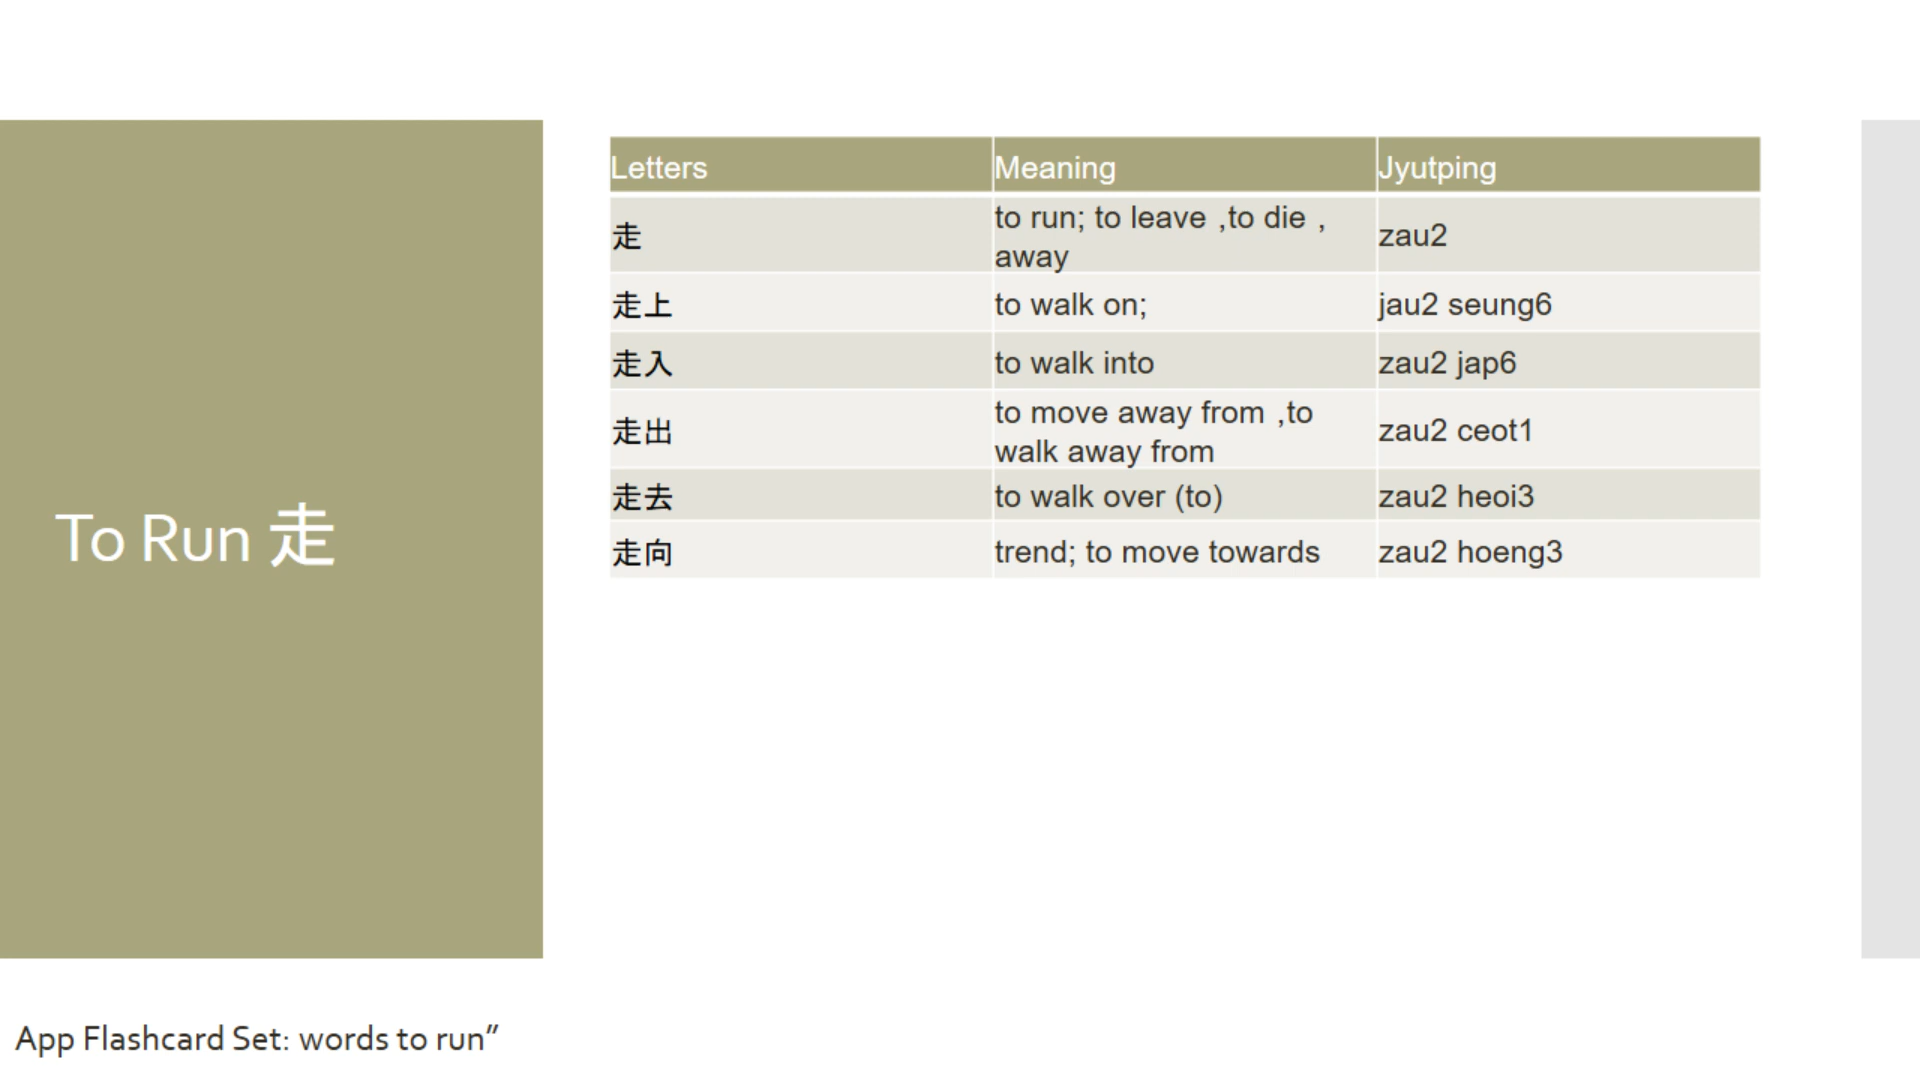 To Run 走
Letters Meaning Jyutping
走 to run; to leave ,to die , away zau2
走上 to walk on; jau2 seung6
走入 to walk into zau2 jap6
走出 to move away from ,to walk away from zau2 ceot1
走去 to walk over (to) zau2 heoi3
走向 trend; to move towards zau2 hoeng3
App Flashcard Set: words to run”